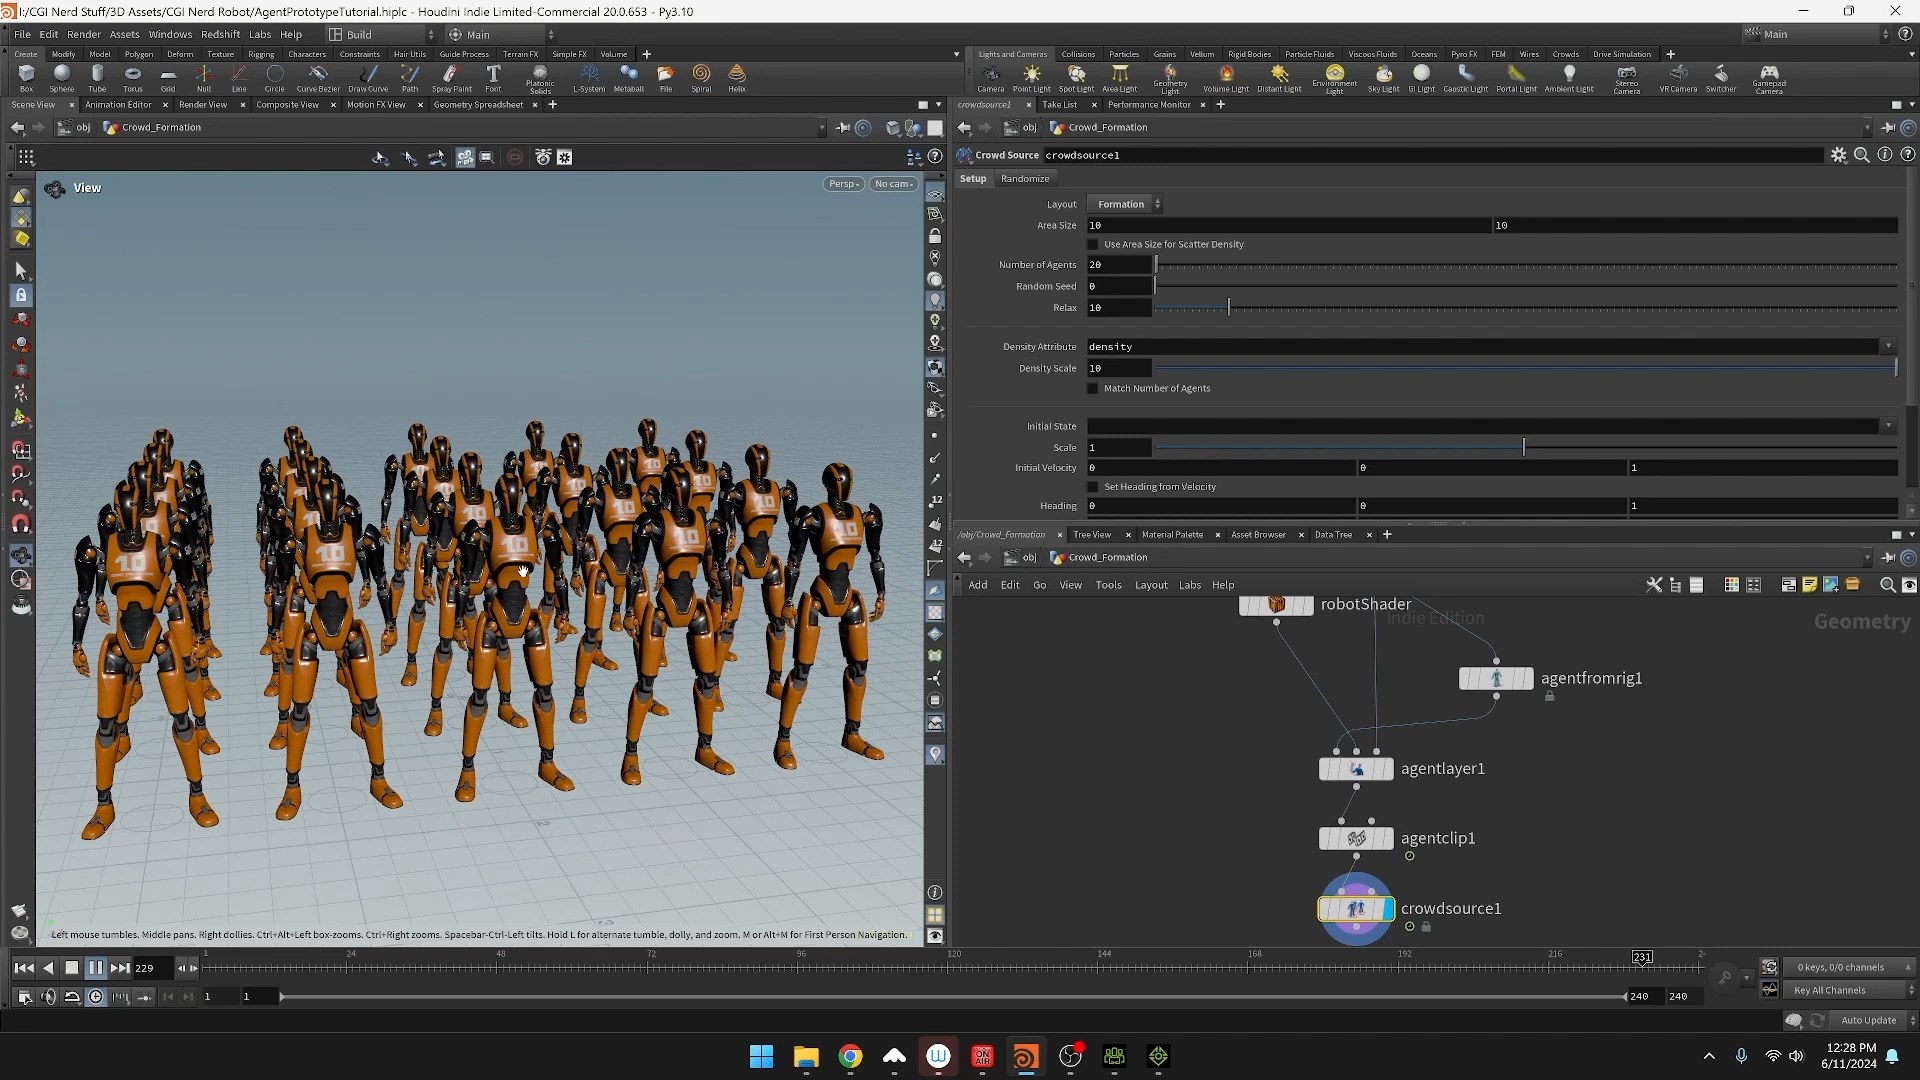 I:/CGI Nerd Stuff/3D Assets/CGI Nerd Robot/AgentPrototypeTutorial.hiplc - Houdini Indie Limited-Commercial 20.0.653 - Py3.10
File Edit Render Assets Windows Redshift Labs Help Build Main Main
Create Modify Model Polygon Deform Texture Rigging Characters Constraints Hair Utils Guide Process Terrain FX Simple FX Volume
Lights and Cameras Collisions Particles Grains Vellum Rigid Bodies Particle Fluids Viscous Fluids Oceans Pyro FX FEM Wires Crowds Drive Simulation
Box Sphere Tube Torus Grid Null Line Circle Curve Bezier Draw Curve Path Spray Paint Font Platonic Solids L-System Metaball File Spiral Helix
Camera Point Light Spot Light Area Light Geometry Light Volume Light Distant Light Environment Light Sky Light GI Light Caustic Light Portal Light Ambient Light Stereo Camera VR Camera Switcher Gamepad Camera
Scene View Animation Editor Render View Composite View Motion FX View Geometry Spreadsheet
crowdsource1 Take List Performance Monitor
obj Crowd_Formation
obj Crowd_Formation
Crowd Source crowdsource1
View
Persp No cam
Setup Randomize
Layout Formation
Area Size 10 10
Use Area Size for Scatter Density
Number of Agents 20
Random Seed 0
Relax 10
Density Attribute density
Density Scale 10
Match Number of Agents
Initial State
Scale 1
Initial Velocity 0 0 1
Set Heading from Velocity
Heading 0 0 1
12
12
10
10
10
10
10
/obj/Crowd_Formation Tree View Material Palette Asset Browser Data Tree
obj Crowd_Formation
Add Edit Go View Tools Layout Labs Help
robotShader
Indie Edition
Geometry
agentfromrig1
agentlayer1
agentclip1
crowdsource1
Left mouse tumbles. Middle pans. Right dollies. Ctrl+Alt+Left box-zooms. Ctrl+Right zooms. Spacebar-Ctrl-Left tilts. Hold L for alternate tumble, dolly, and zoom. M or Alt+M for First Person Navigation.
229 1 24 48 72 96 120 144 168 192 216 231
0 keys, 0/0 channels
1 1 240 240
Key All Channels
Auto Update
ON AIR
12:28 PM
6/11/2024